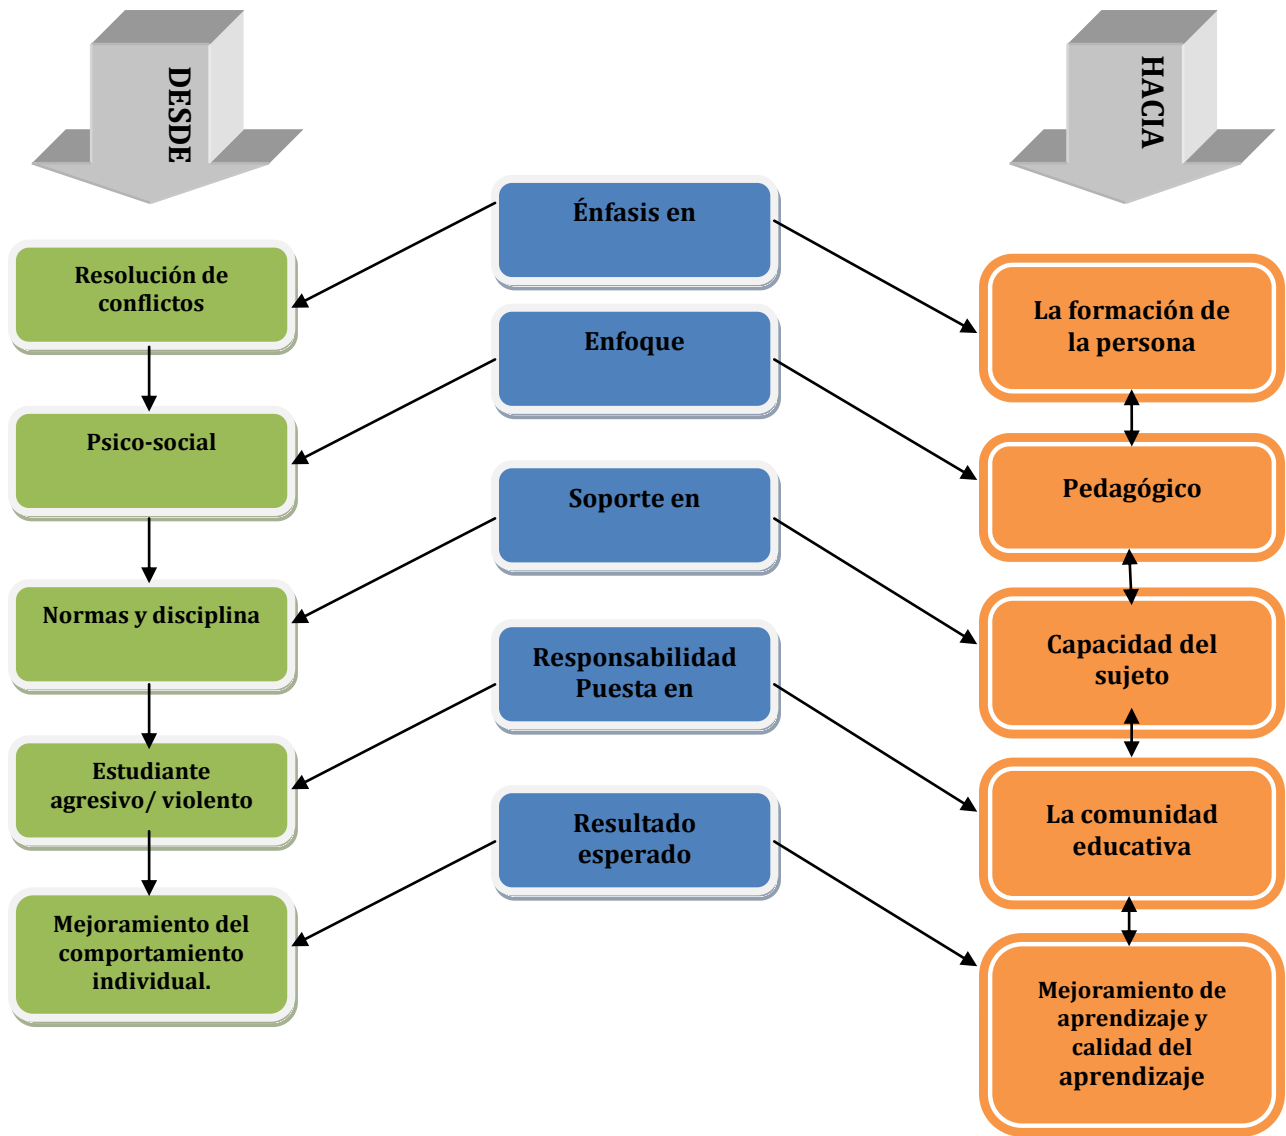 DESDE
HACIA
Énfasis en
Resolución de
conflictos
La formación de
la persona
Enfoque
Psico-social
Pedagógico
Soporte en
Normas y disciplina
Capacidad del
sujeto
Responsabilidad
Puesta en
Estudiante
agresivo/ violento
La comunidad
educativa
Resultado
esperado
Mejoramiento del
comportamiento
individual.
Mejoramiento de
aprendizaje y
calidad del
aprendizaje